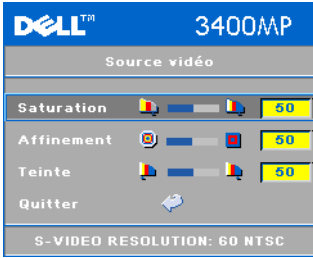 DELL™ 3400MP
Source vidéo
Saturation 50
Affinement 50
Teinte 50
Quitter
S-VIDEO RESOLUTION: 60 NTSC